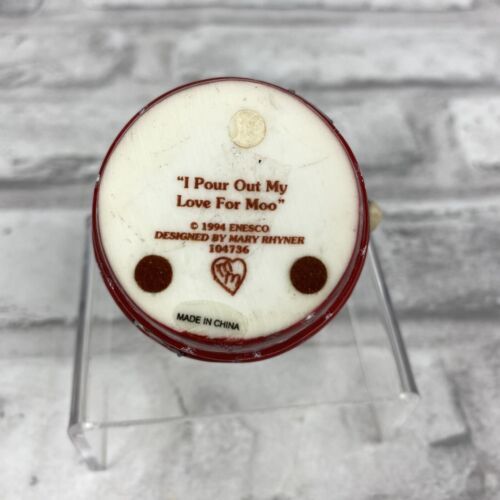 "I Pour Out My
Love For Moo"
© 1994 ENESCO
DESIGNED BY MARY RHYNER
104736
MADE IN CHINA